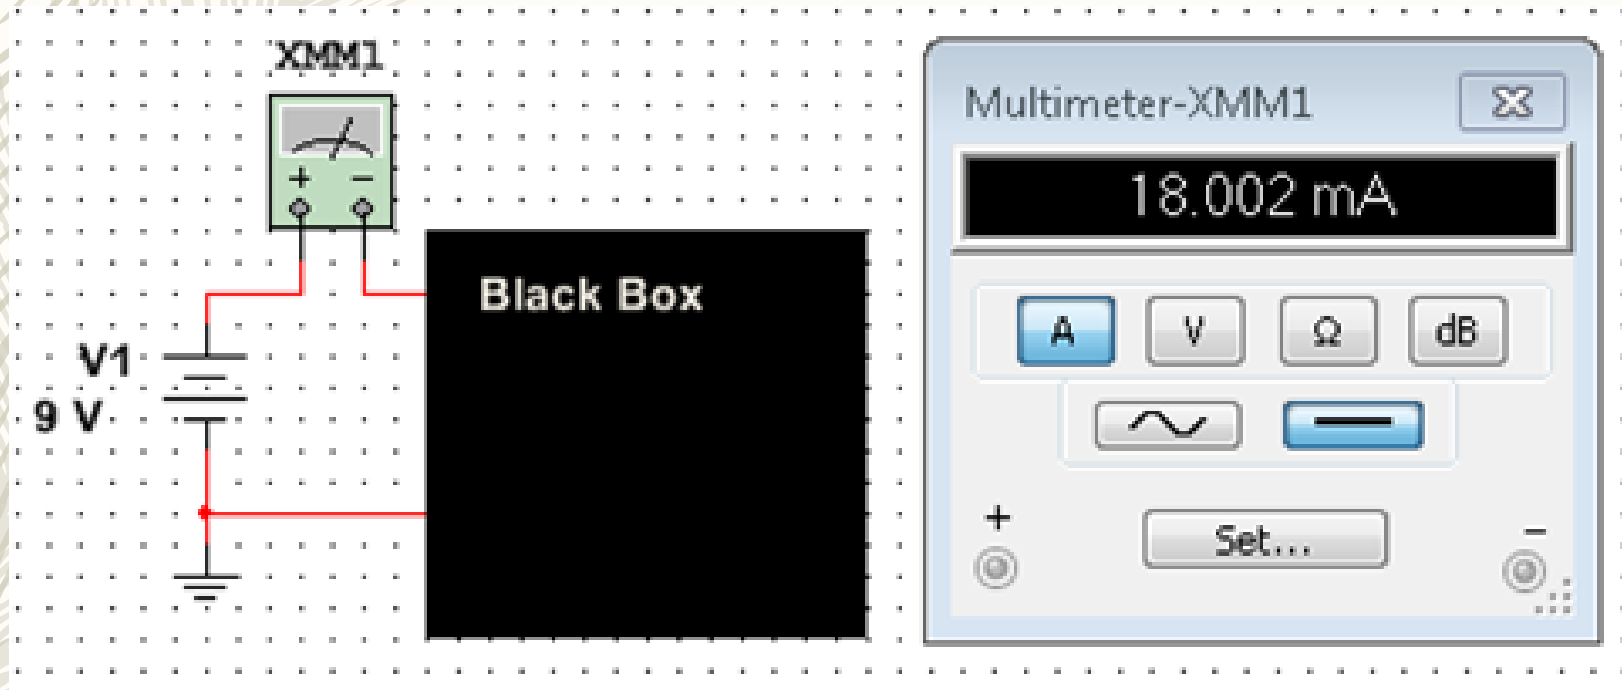 XMM1
+ −
V1
9 V
Black Box
Multimeter-XMM1
18.002 mA
A V Ω dB
Set...
+ −